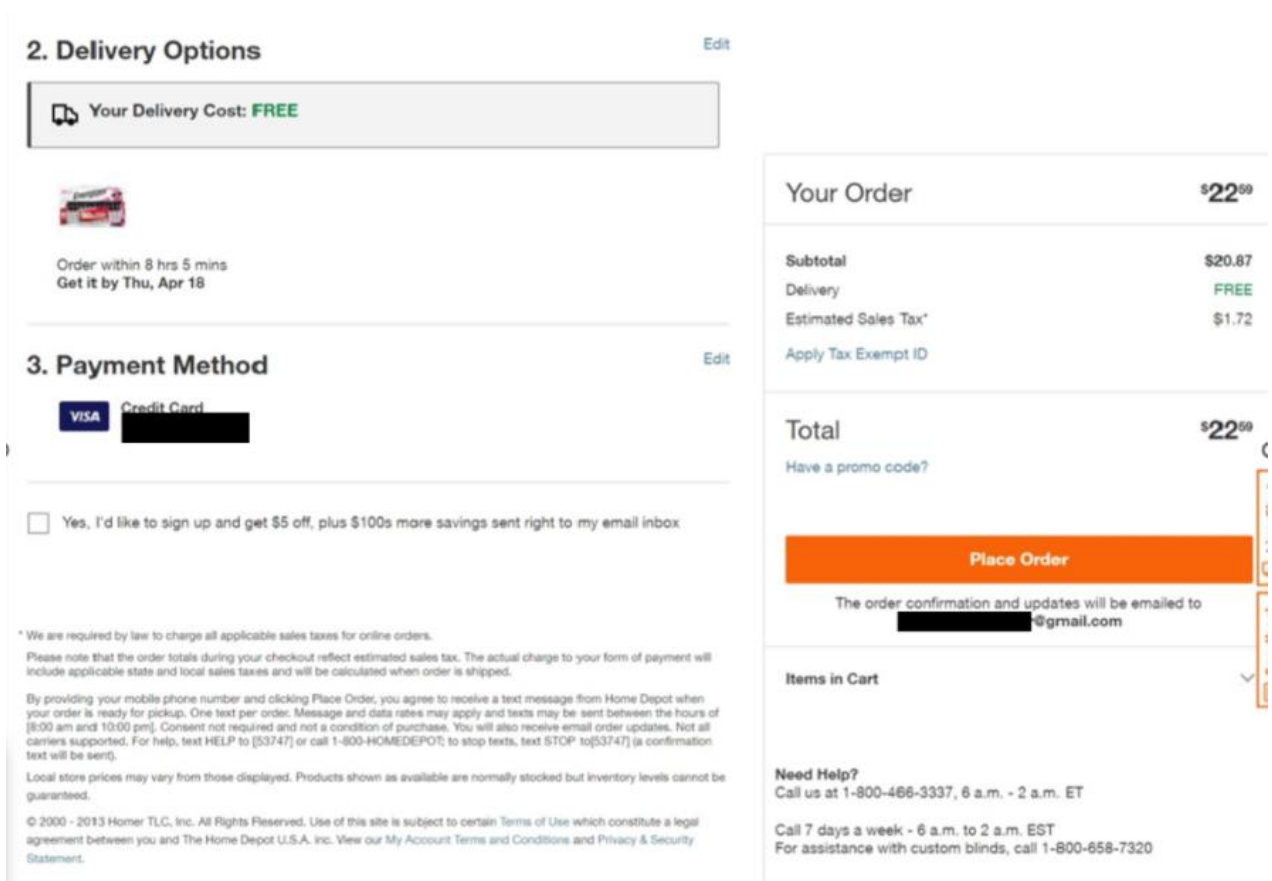 2. Delivery Options
Edit
Your Delivery Cost: FREE
Energizer
Order within 8 hrs 5 mins
Get it by Thu, Apr 18
3. Payment Method
Edit
VISA
Credit Card
Yes, I'd like to sign up and get $5 off, plus $100s more savings sent right to my email inbox
* We are required by law to charge all applicable sales taxes for online orders.
Please note that the order totals during your checkout reflect estimated sales tax. The actual charge to your form of payment will
include applicable state and local sales taxes and will be calculated when order is shipped.
By providing your mobile phone number and clicking Place Order, you agree to receive a text message from Home Depot when
your order is ready for pickup. One text per order. Message and data rates may apply and texts may be sent between the hours of
[8:00 am and 10:00 pm]. Consent not required and not a condition of purchase. You will also receive email order updates. Not all
carriers supported. For help, text HELP to [53747] or call 1-800-HOMEDEPOT; to stop texts, text STOP to[53747] (a confirmation
text will be sent).
Local store prices may vary from those displayed. Products shown as available are normally stocked but inventory levels cannot be
guaranteed.
© 2000 - 2013 Homer TLC, Inc. All Rights Reserved. Use of this site is subject to certain Terms of Use which constitute a legal
agreement between you and The Home Depot U.S.A. inc. View our My Account Terms and Conditions and Privacy & Security
Statement.
Your Order $22.59
Subtotal $20.87
Delivery FREE
Estimated Sales Tax* $1.72
Apply Tax Exempt ID
Total $22.59
Have a promo code?
Place Order
The order confirmation and updates will be emailed to
@gmail.com
Items in Cart
Need Help?
Call us at 1-800-466-3337, 6 a.m. - 2 a.m. ET
Call 7 days a week - 6 a.m. to 2 a.m. EST
For assistance with custom blinds, call 1-800-658-7320